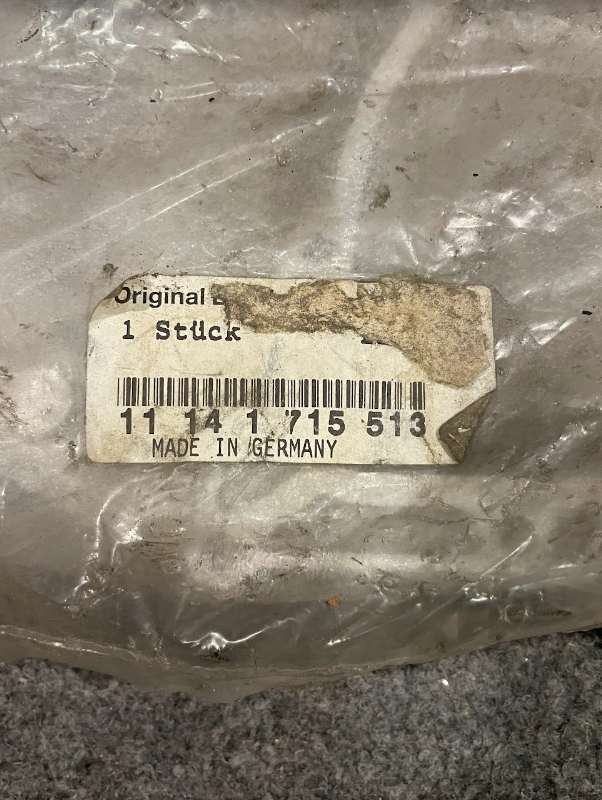 Original
1 Stück
11 14 1 715 513
MADE IN GERMANY